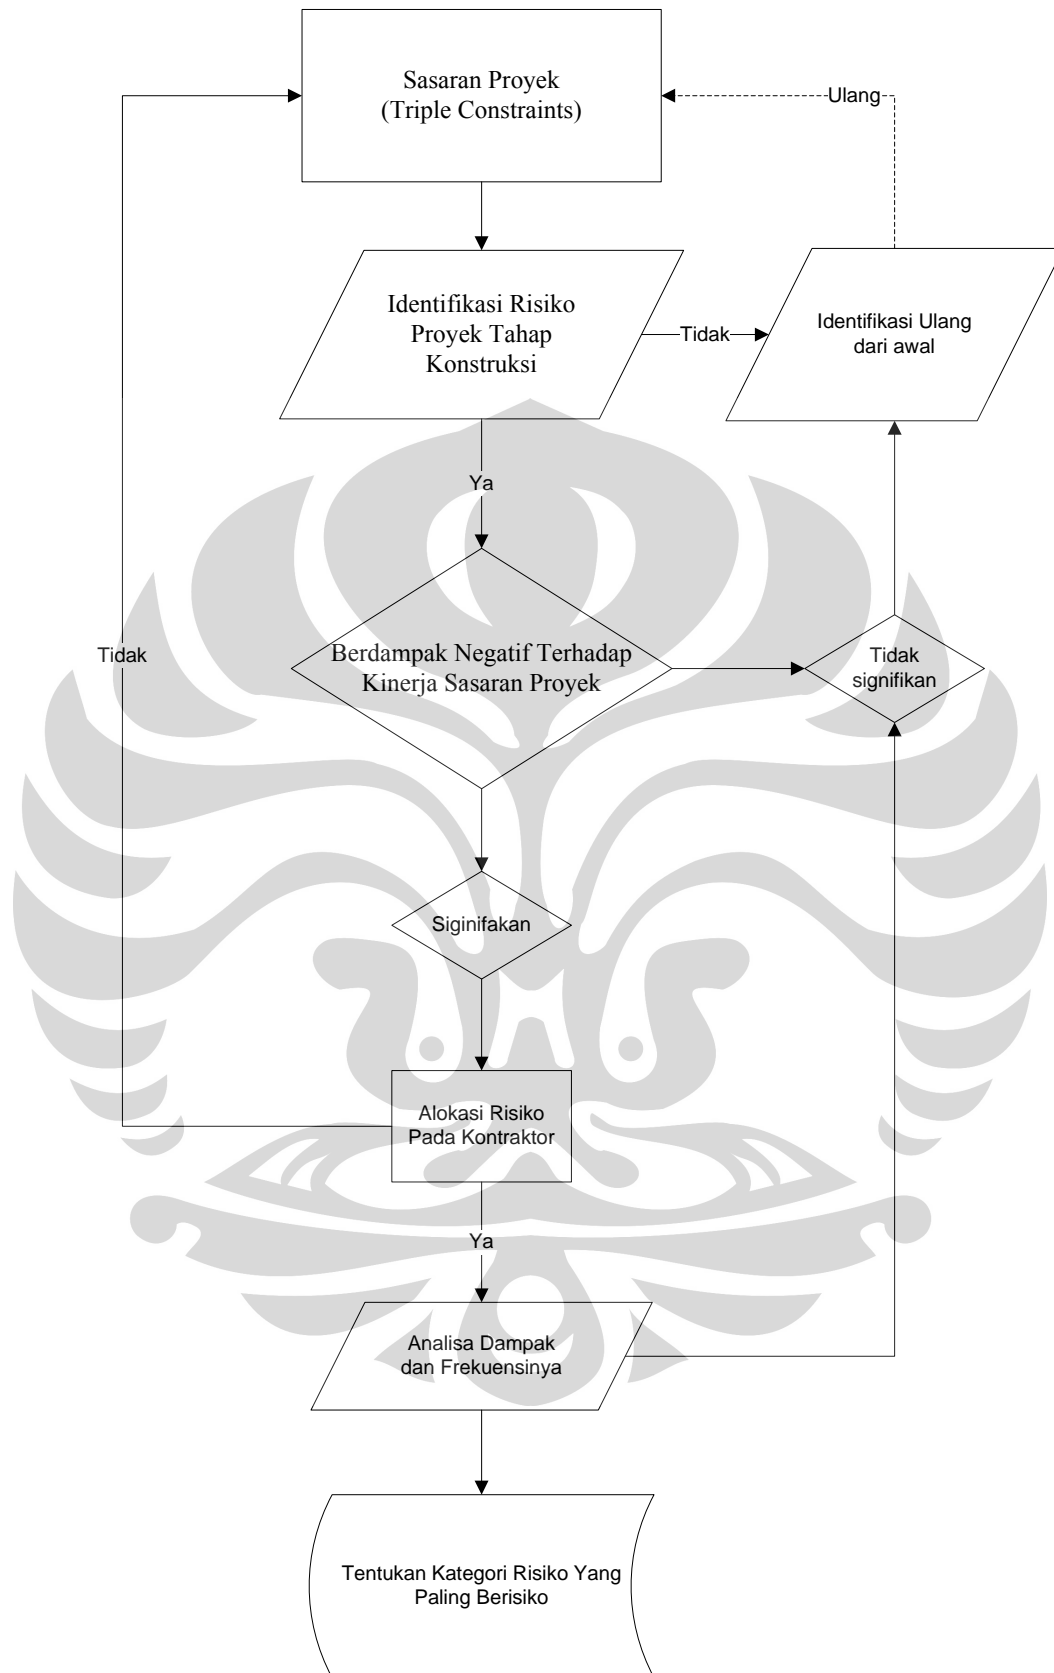 Sasaran Proyek
(Triple Constraints)
Ulang
Identifikasi Risiko
Proyek Tahap
Konstruksi
Tidak
Identifikasi Ulang
dari awal
Ya
Tidak
Berdampak Negatif Terhadap
Kinerja Sasaran Proyek
Tidak
signifikan
Siginifakan
Alokasi Risiko
Pada Kontraktor
Ya
Analisa Dampak
dan Frekuensinya
Tentukan Kategori Risiko Yang
Paling Berisiko